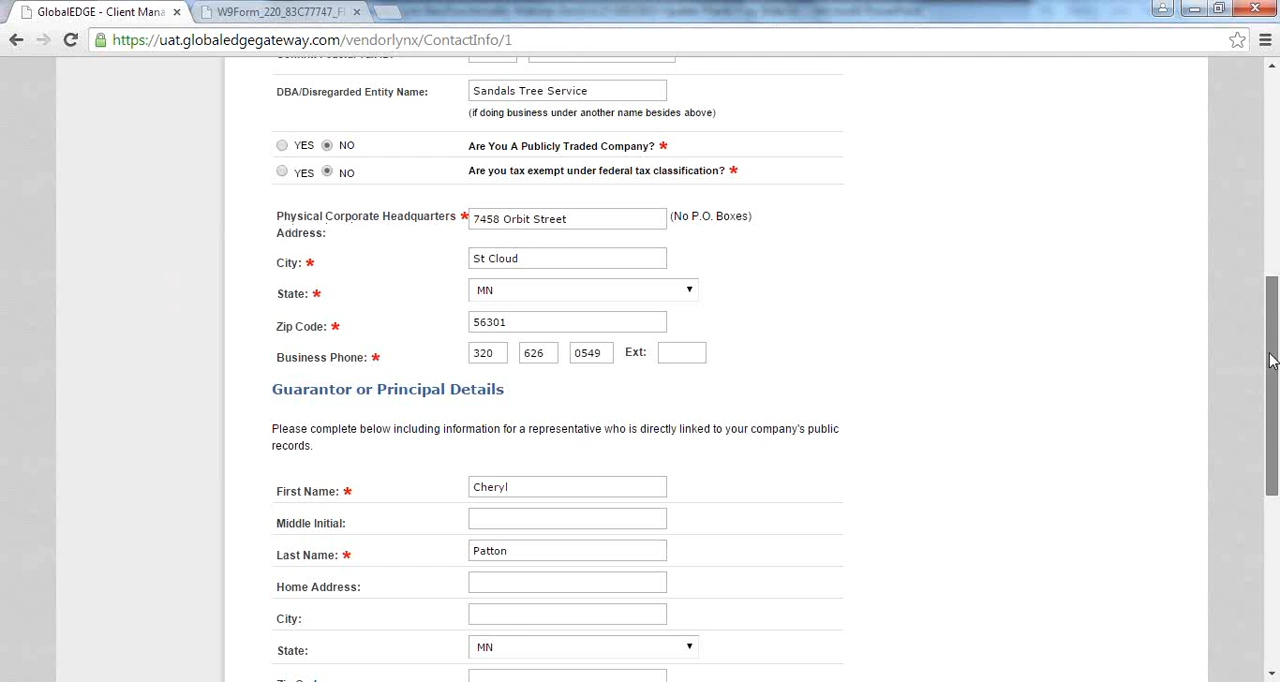 GlobalEDGE - Client Mana
W9Form_220_83C77747_F
https://uat.globaledgegateway.com/vendorlynx/ContactInfo/1
DBA/Disregarded Entity Name:
Sandals Tree Service
(if doing business under another name besides above)
YES NO Are You A Publicly Traded Company? *
YES NO Are you tax exempt under federal tax classification? *
Physical Corporate Headquarters * 7458 Orbit Street (No P.O. Boxes)
Address:
City: * St Cloud
State: * MN
Zip Code: * 56301
Business Phone: * 320 626 0549 Ext:
Guarantor or Principal Details
Please complete below including information for a representative who is directly linked to your company's public
records.
First Name: * Cheryl
Middle Initial:
Last Name: * Patton
Home Address:
City:
State: MN